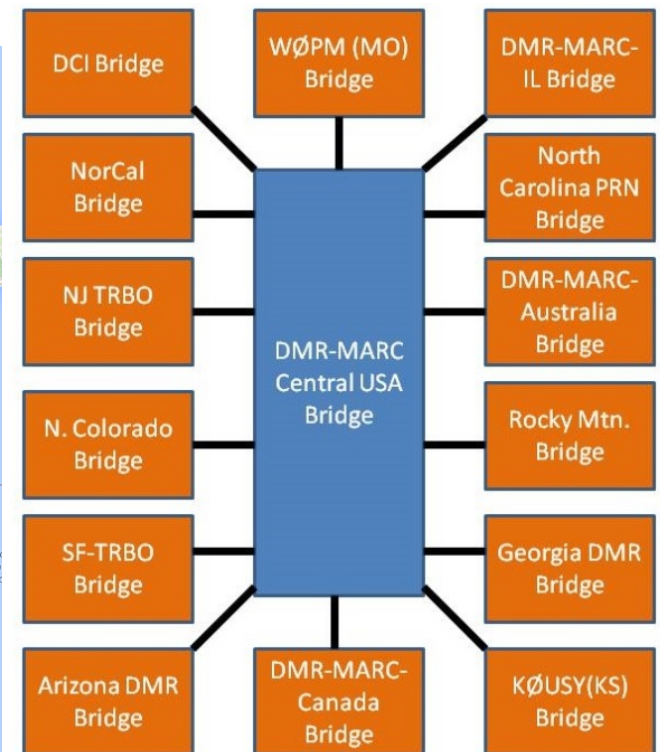 DCI Bridge
WØPM (MO)
Bridge
DMR-MARC-
IL Bridge
NorCal
Bridge
North
Carolina PRN
Bridge
NJ TRBO
Bridge
DMR-MARC
Central USA
Bridge
DMR-MARC-
Australia
Bridge
N. Colorado
Bridge
Rocky Mtn.
Bridge
SF-TRBO
Bridge
Georgia DMR
Bridge
Arizona DMR
Bridge
DMR-MARC-
Canada
Bridge
KØUSY(KS)
Bridge